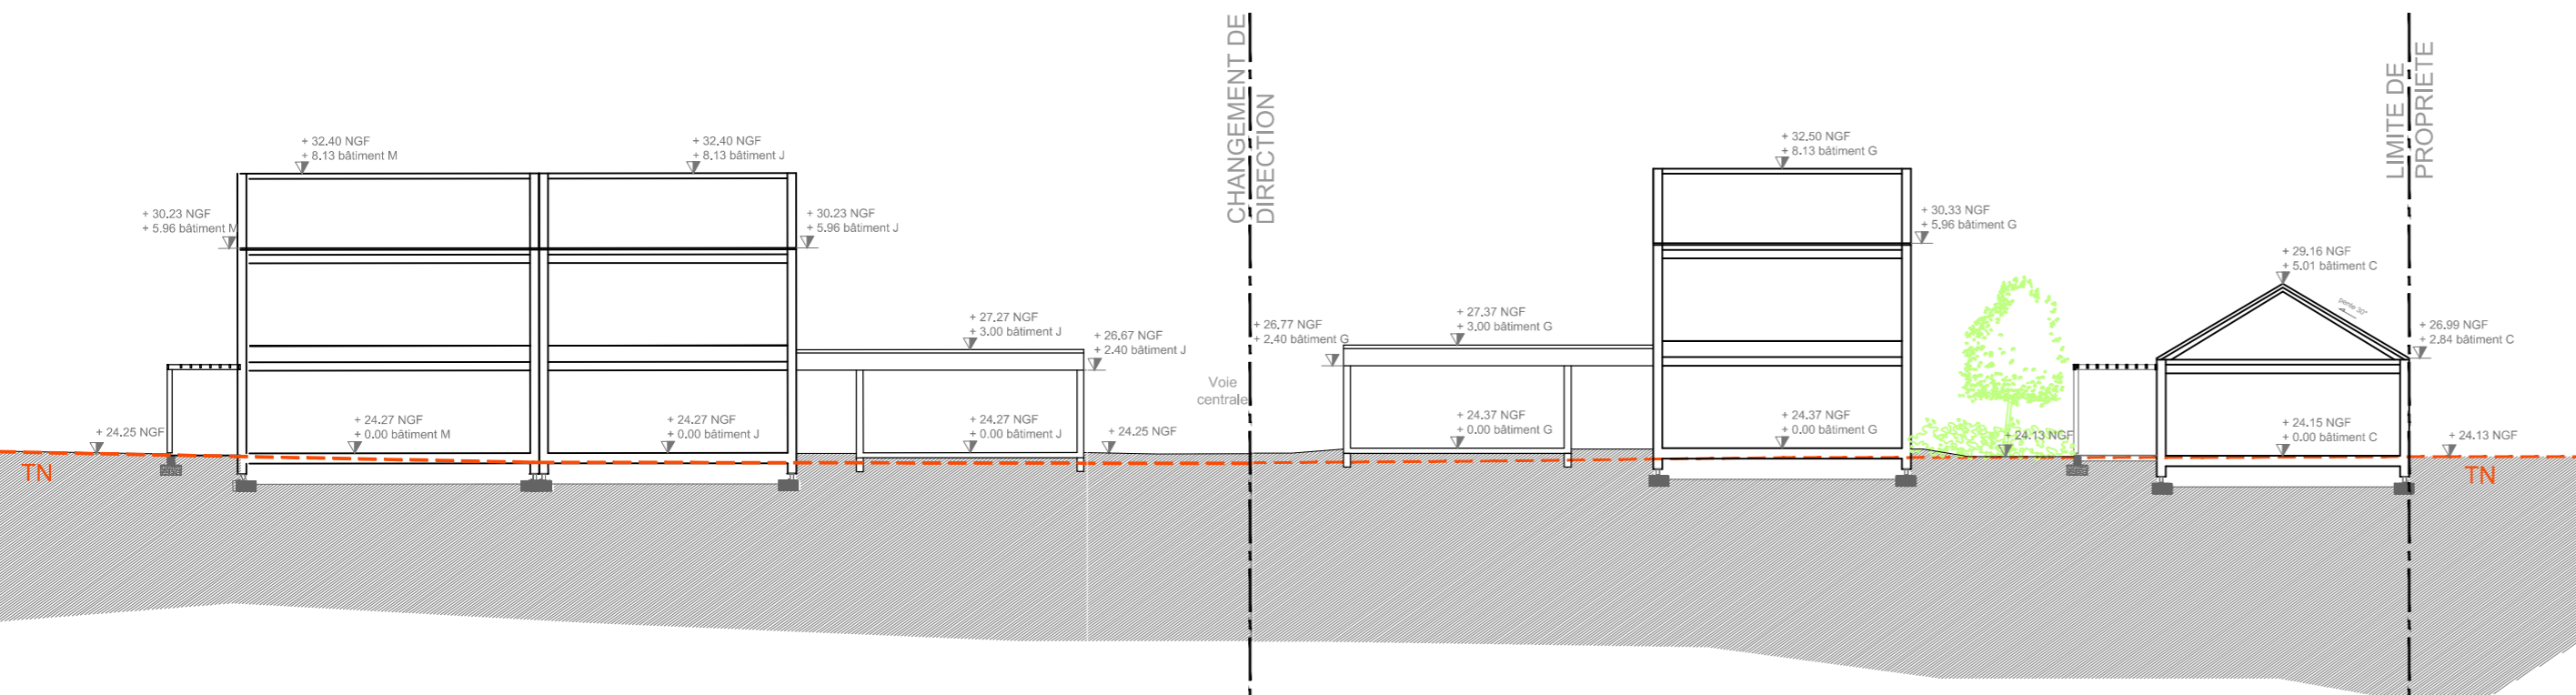 CHANGEMENT DE
DIRECTION
LIMITE DE
PROPRIETE
+ 32.40 NGF
+ 8.13 bâtiment M
+ 32.40 NGF
+ 8.13 bâtiment J
+ 32.50 NGF
+ 8.13 bâtiment G
+ 30.23 NGF
+ 5.96 bâtiment M
+ 30.23 NGF
+ 5.96 bâtiment J
+ 30.33 NGF
+ 5.96 bâtiment G
+ 29.16 NGF
+ 5.01 bâtiment C
pente 30°
+ 27.27 NGF
+ 3.00 bâtiment J
+ 26.67 NGF
+ 2.40 bâtiment J
+ 26.77 NGF
+ 2.40 bâtiment G
+ 27.37 NGF
+ 3.00 bâtiment G
+ 26.99 NGF
+ 2.84 bâtiment C
Voie
centrale
+ 24.25 NGF
+ 24.27 NGF
+ 0.00 bâtiment M
+ 24.27 NGF
+ 0.00 bâtiment J
+ 24.27 NGF
+ 0.00 bâtiment J
+ 24.25 NGF
+ 24.37 NGF
+ 0.00 bâtiment G
+ 24.37 NGF
+ 0.00 bâtiment G
+ 24.13 NGF
+ 24.15 NGF
+ 0.00 bâtiment C
+ 24.13 NGF
TN
TN